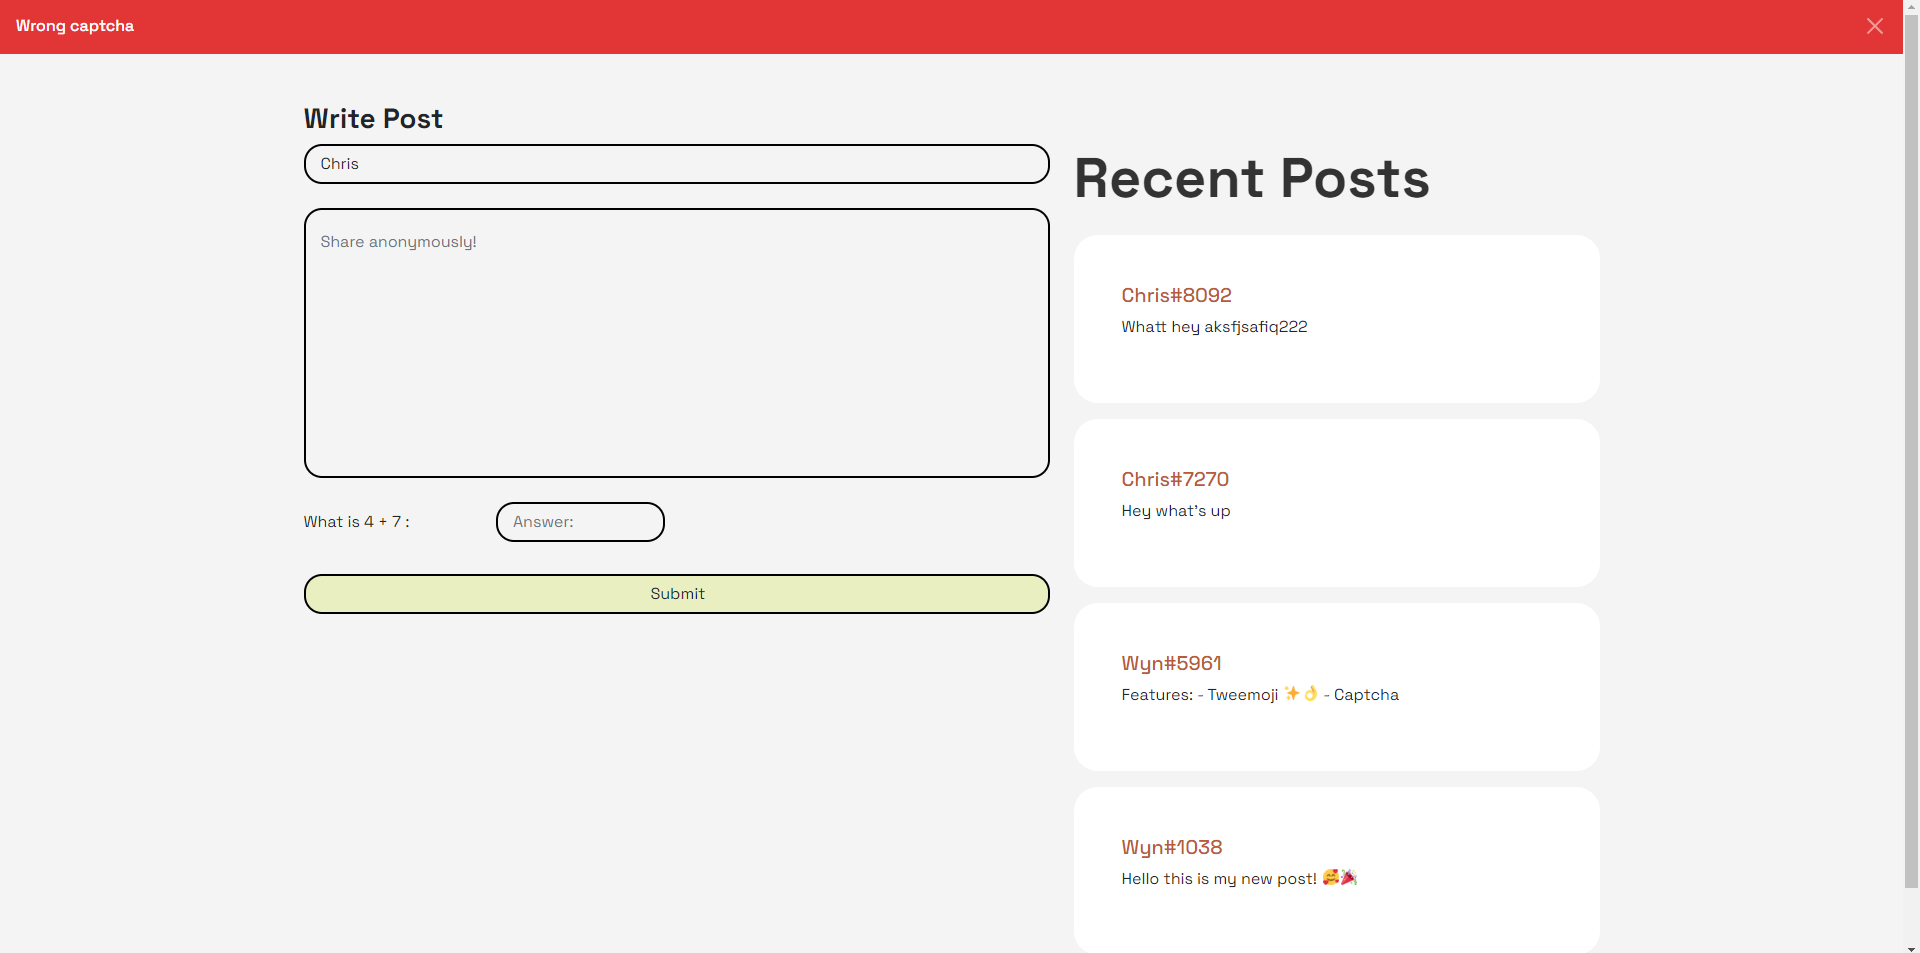 Wrong captcha
Write Post
Chris
Share anonymously!
What is 4 + 7 :
Answer:
Submit
Recent Posts
Chris#8092
Whatt hey aksfjsafiq222
Chris#7270
Hey what's up
Wyn#5961
Features: - Tweemoji ✨👌 - Captcha
Wyn#1038
Hello this is my new post! 🥰🎉